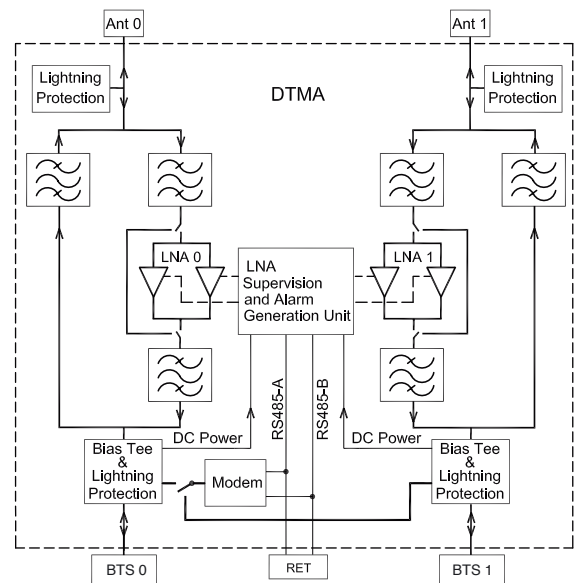 Ant 0
Ant 1
Lightning
Protection
DTMA
Lightning
Protection
LNA 0
LNA
Supervision
and Alarm
Generation Unit
LNA 1
RS485-A
RS485-B
DC Power
DC Power
Bias Tee
&
Lightning
Protection
Modem
Bias Tee
&
Lightning
Protection
BTS 0
RET
BTS 1